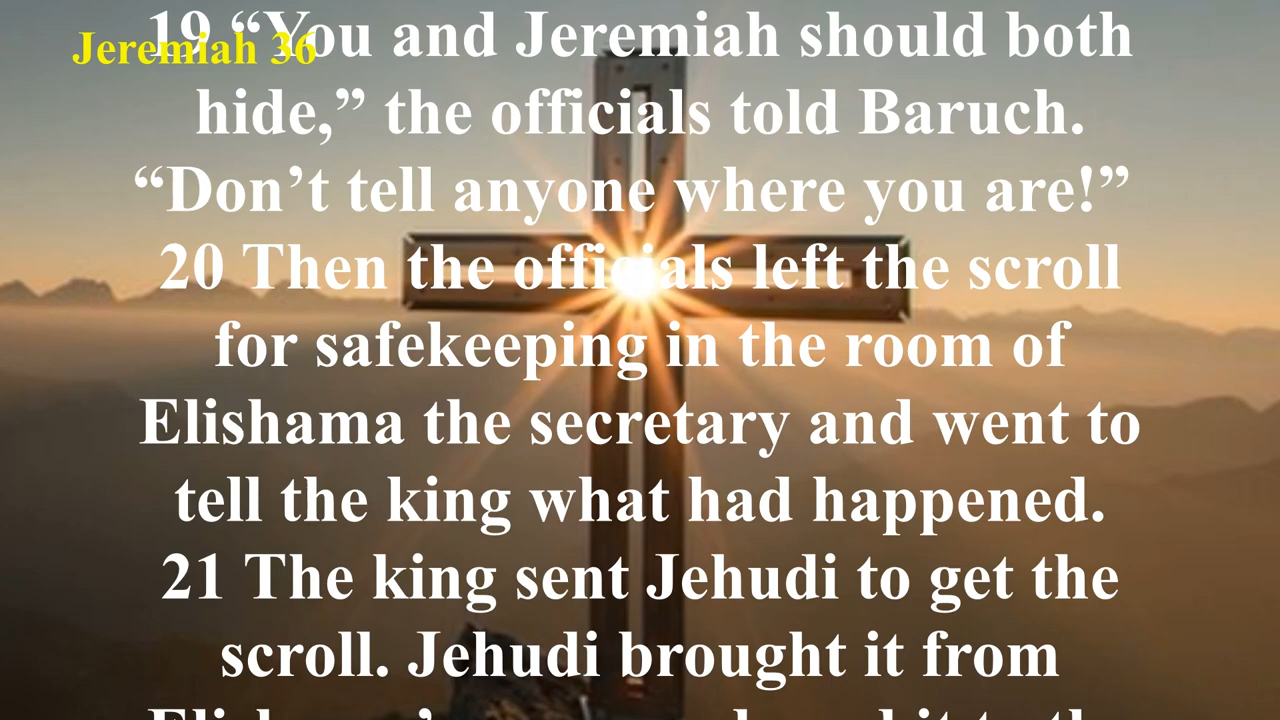 Jeremiah 36
19 “You and Jeremiah should both
hide,” the officials told Baruch.
“Don’t tell anyone where you are!”
20 Then the officials left the scroll
for safekeeping in the room of
Elishama the secretary and went to
tell the king what had happened.
21 The king sent Jehudi to get the
scroll. Jehudi brought it from